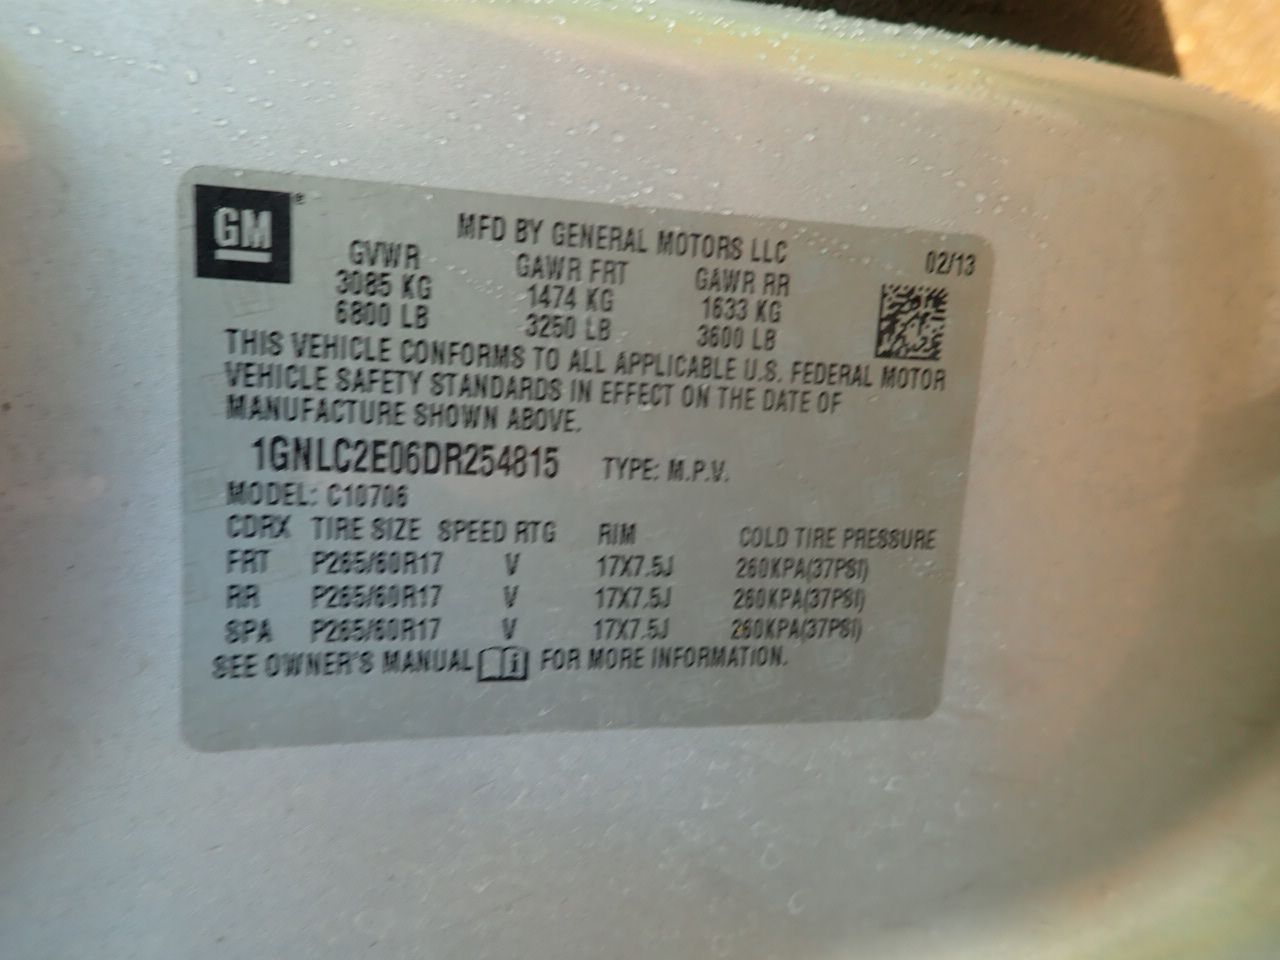 GM®
MFD BY GENERAL MOTORS LLC
GVWR GAWR FRT GAWR RR 02/13
3085 KG 1474 KG 1633 KG
6800 LB 3250 LB 3600 LB
THIS VEHICLE CONFORMS TO ALL APPLICABLE U.S. FEDERAL MOTOR
VEHICLE SAFETY STANDARDS IN EFFECT ON THE DATE OF
MANUFACTURE SHOWN ABOVE.
1GNLC2E06DR254815 TYPE: M.P.V.
MODEL: C10706
CDRX TIRE SIZE SPEED RTG RIM COLD TIRE PRESSURE
FRT P265/60R17 V 17X7.5J 260KPA(37PSI)
RR P265/60R17 V 17X7.5J 260KPA(37PSI)
SPA P265/60R17 V 17X7.5J 260KPA(37PSI)
SEE OWNER'S MANUAL FOR MORE INFORMATION.